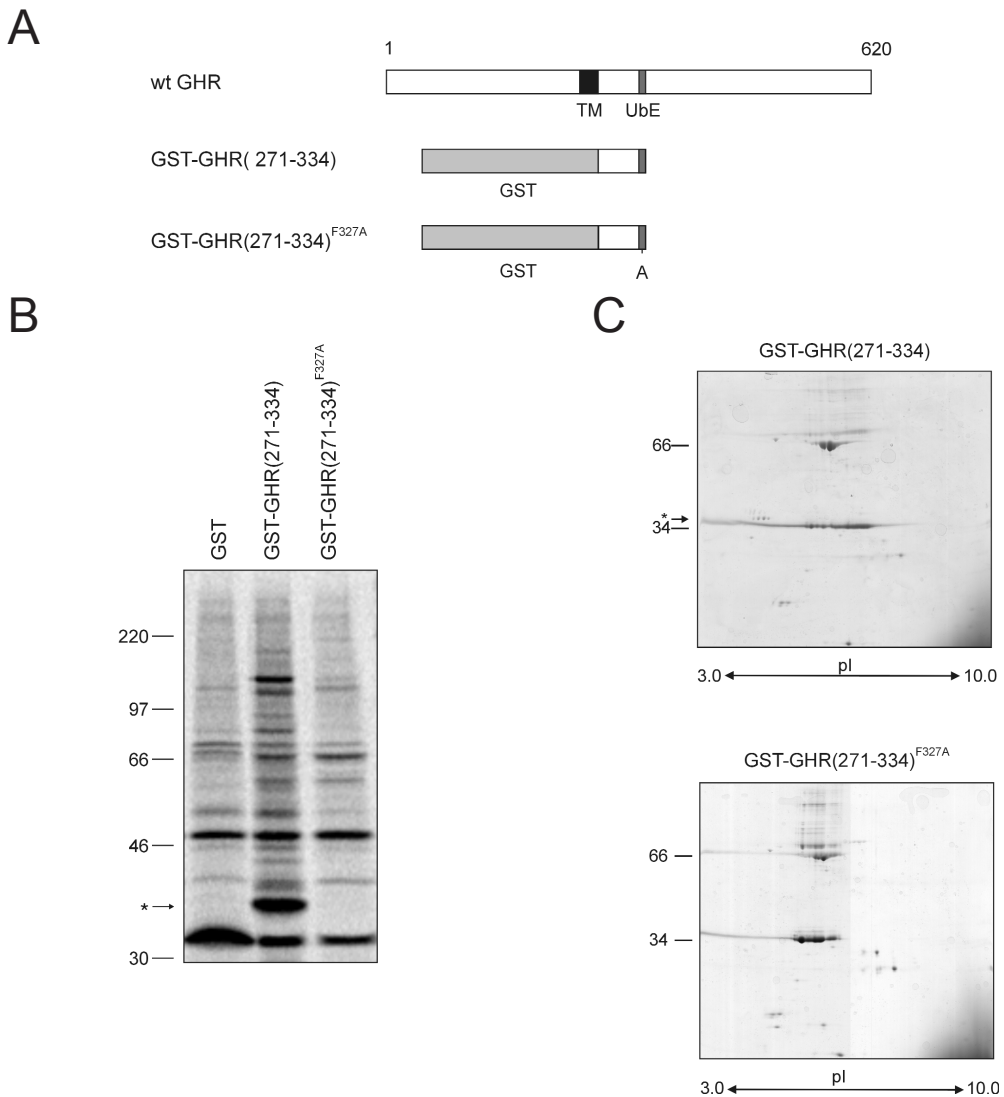 A
1 620
wt GHR
TM UbE
GST-GHR( 271-334)
GST
GST-GHR(271-334)F327A
GST A
B
GST
GST-GHR(271-334)
GST-GHR(271-334)F327A
220
97
66
46
*
30
C
GST-GHR(271-334)
66
*
34
pI
3.0 10.0
GST-GHR(271-334)F327A
66
34
pI
3.0 10.0